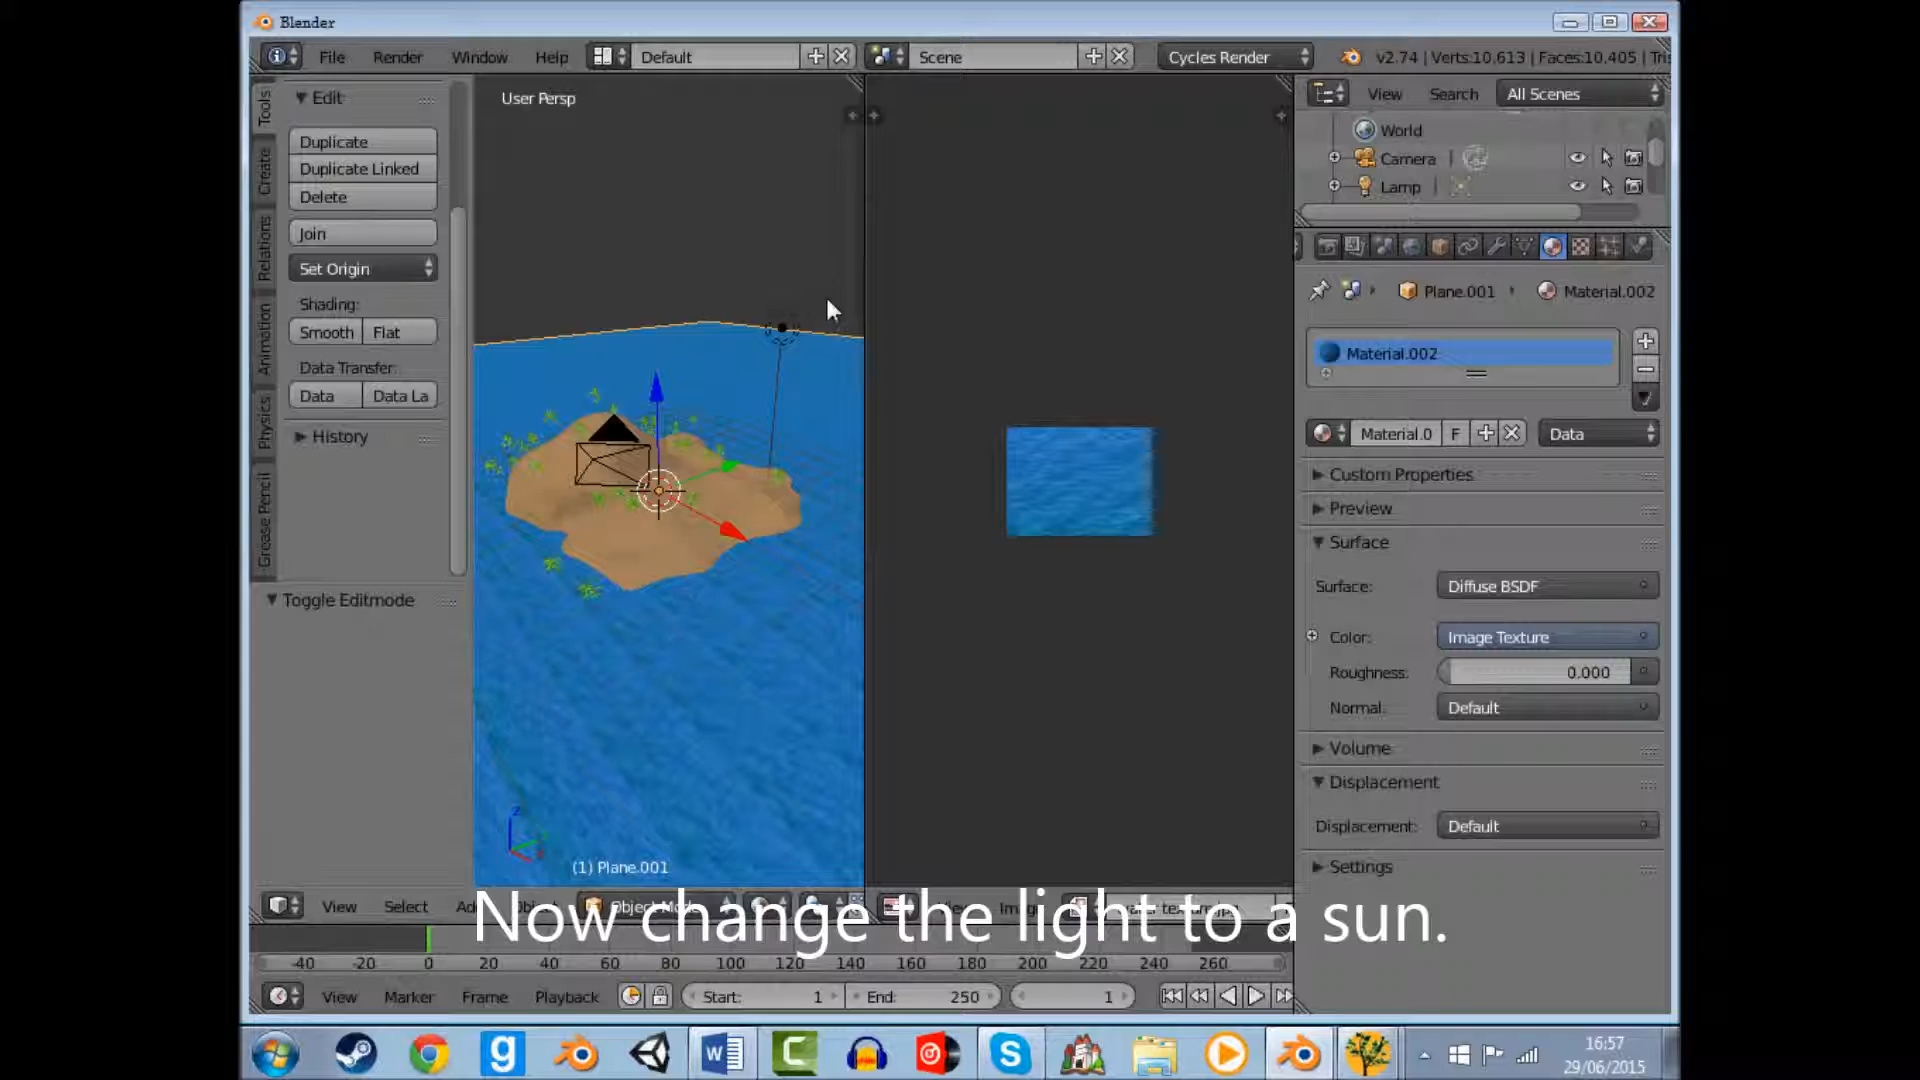 Blender
File Render Window Help Default Scene Cycles Render v2.74 | Verts:10,613 | Faces:10,405 |
Tools
Create
Relations
Animation
Physics
Grease Pencil
Edit
Duplicate
Duplicate Linked
Delete
Join
Set Origin
Shading:
Smooth Flat
Data Transfer:
Data Data La
History
Toggle Editmode
User Persp
(1) Plane.001
View Search All Scenes
World
Camera
Lamp
Plane.001 Material.002
Material.002
Material.0 F Data
Custom Properties
Preview
Surface
Surface: Diffuse BSDF
Color: Image Texture
Roughness: 0.000
Normal: Default
Volume
Displacement
Displacement: Default
Settings
View Select
Now change the light to a sun.
-40 -20 0 20 40 60 80 100 120 140 160 180 200 220 240 260
View Marker Frame Playback Start: 1 End: 250 1
16:57
29/06/2015